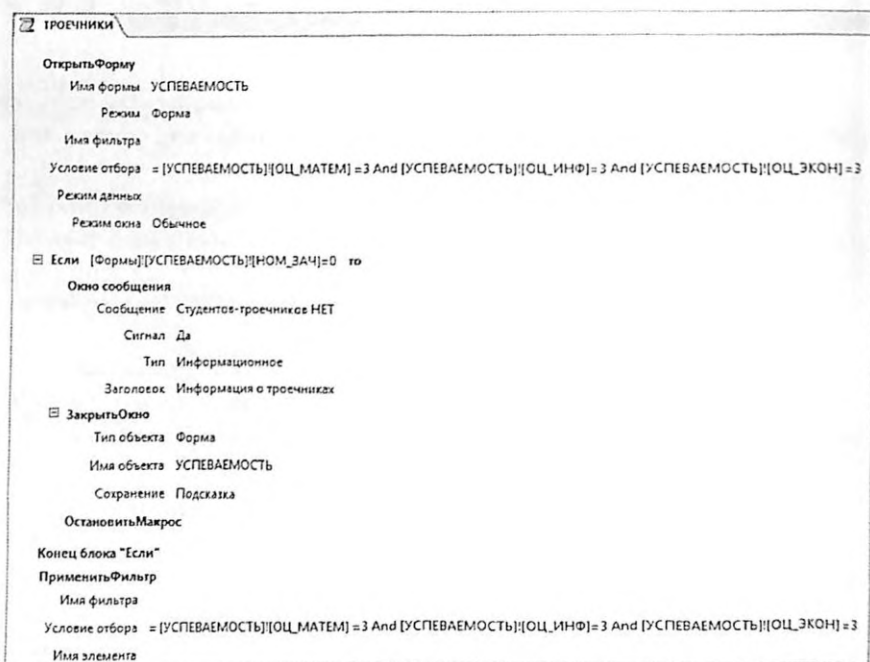 ТРОЕЧНИКИ
ОткрытьФорму
Имя формы УСПЕВАЕМОСТЬ
Режим Форма
Имя фильтра
Условие отбора = [УСПЕВАЕМОСТЬ]![ОЦ_МАТЕМ] =3 And [УСПЕВАЕМОСТЬ]![ОЦ_ИНФ]= 3 And [УСПЕВАЕМОСТЬ]![ОЦ_ЭКОН] =3
Режим данных
Режим окна Обычное
Если [Формы]![УСПЕВАЕМОСТЬ]![НОМ_ЗАЧ]=0 то
Окно сообщения
Сообщение Студентов-троечников НЕТ
Сигнал Да
Тип Информационное
Заголовок Информация о троечниках
ЗакрытьОкно
Тип объекта Форма
Имя объекта УСПЕВАЕМОСТЬ
Сохранение Подсказка
ОстановитьМакрос
Конец блока "Если"
ПрименитьФильтр
Имя фильтра
Условие отбора = [УСПЕВАЕМОСТЬ]![ОЦ_МАТЕМ] =3 And [УСПЕВАЕМОСТЬ]![ОЦ_ИНФ]= 3 And [УСПЕВАЕМОСТЬ]![ОЦ_ЭКОН] =3
Имя элемента